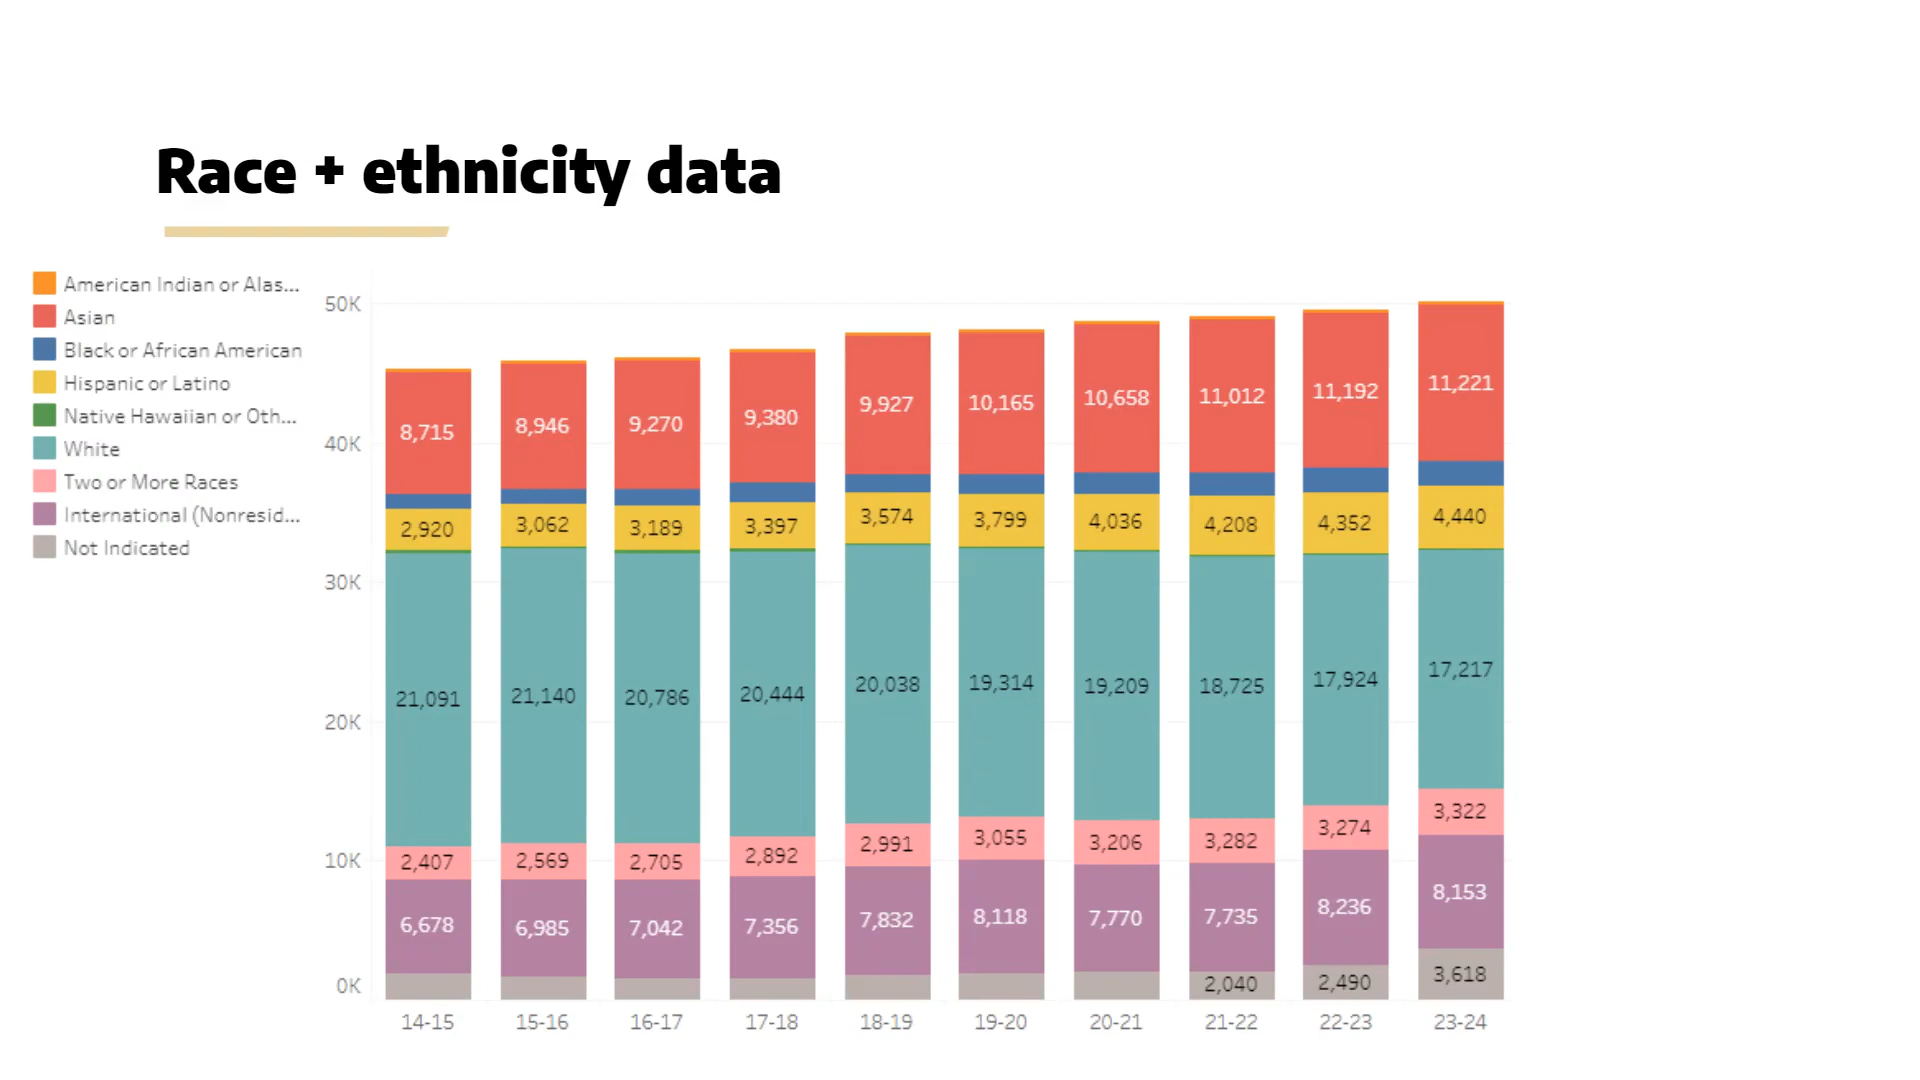 Race + ethnicity data
American Indian or Alas...
Asian
Black or African American
Hispanic or Latino
Native Hawaiian or Oth...
White
Two or More Races
International (Nonresid...
Not Indicated
50K
40K
30K
20K
10K
0K
8,715 8,946 9,270 9,380 9,927 10,165 10,658 11,012 11,192 11,221
2,920 3,062 3,189 3,397 3,574 3,799 4,036 4,208 4,352 4,440
21,091 21,140 20,786 20,444 20,038 19,314 19,209 18,725 17,924 17,217
2,407 2,569 2,705 2,892 2,991 3,055 3,206 3,282 3,274 3,322
6,678 6,985 7,042 7,356 7,832 8,118 7,770 7,735 8,236 8,153
2,040 2,490 3,618
14-15 15-16 16-17 17-18 18-19 19-20 20-21 21-22 22-23 23-24